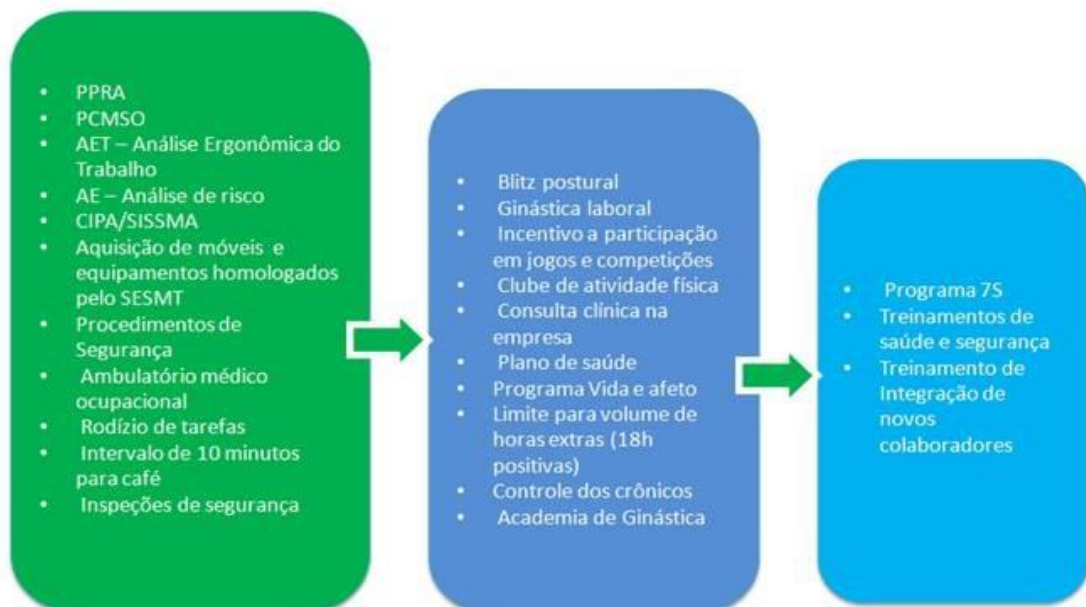 • PPRA
• PCMSO
• AET – Análise Ergonômica do
Trabalho
• AE – Análise de risco
• CIPA/SISSMA
• Aquisição de móveis e
equipamentos homologados
pelo SESMT
• Procedimentos de
Segurança
• Ambulatório médico
ocupacional
• Rodízio de tarefas
• Intervalo de 10 minutos
para café
• Inspeções de segurança
• Blitz postural
• Ginástica laboral
• Incentivo a participação
em jogos e competições
• Clube de atividade física
• Consulta clínica na
empresa
• Plano de saúde
• Programa Vida e afeto
• Limite para volume de
horas extras (18h
positivas)
• Controle dos crônicos
• Academia de Ginástica
• Programa 7S
• Treinamentos de
saúde e segurança
• Treinamento de
Integração de
novos
colaboradores